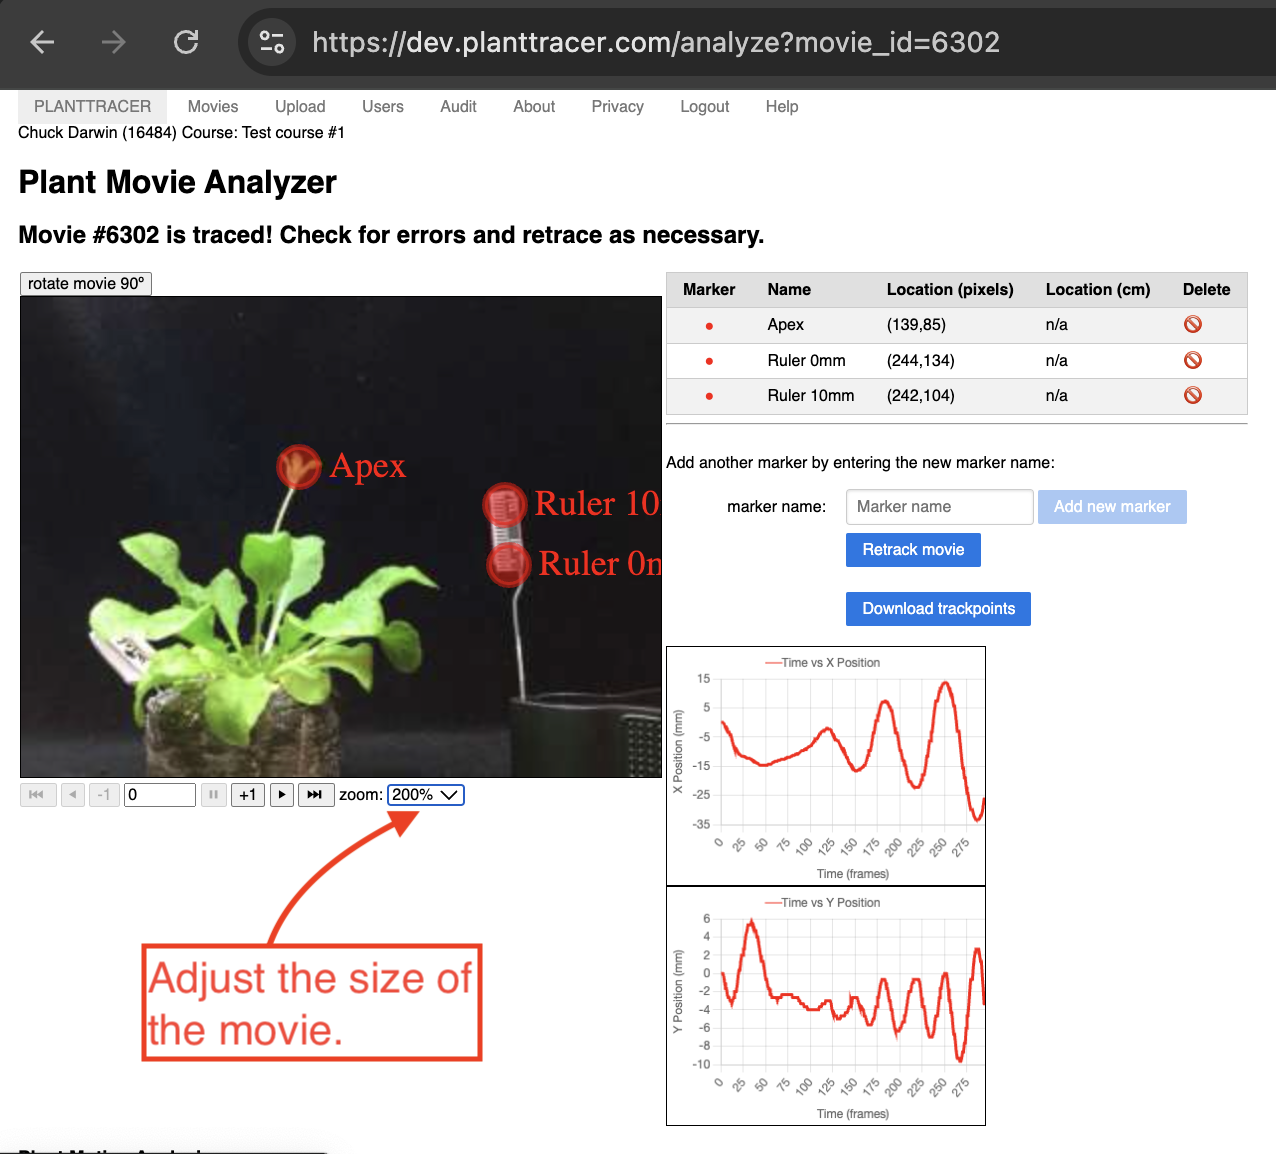 https://dev.planttracer.com/analyze?movie_id=6302
PLANTTRACER Movies Upload Users Audit About Privacy Logout Help
Chuck Darwin (16484) Course: Test course #1
Plant Movie Analyzer
Movie #6302 is traced! Check for errors and retrace as necessary.
rotate movie 90º
Apex
Ruler 10
Ruler 0m
-1 0 +1 zoom: 200%
Adjust the size of
the movie.
Marker Name Location (pixels) Location (cm) Delete
Apex (139,85) n/a
Ruler 0mm (244,134) n/a
Ruler 10mm (242,104) n/a
Add another marker by entering the new marker name:
marker name: Marker name Add new marker
Retrack movie
Download trackpoints
Time vs X Position
X Position (mm)
15
5
-5
-15
-25
-35
0 25 50 75 100 125 150 175 200 225 250 275
Time (frames)
Time vs Y Position
Y Position (mm)
6
4
2
0
-2
-4
-6
-8
-10
0 25 50 75 100 125 150 175 200 225 250 275
Time (frames)